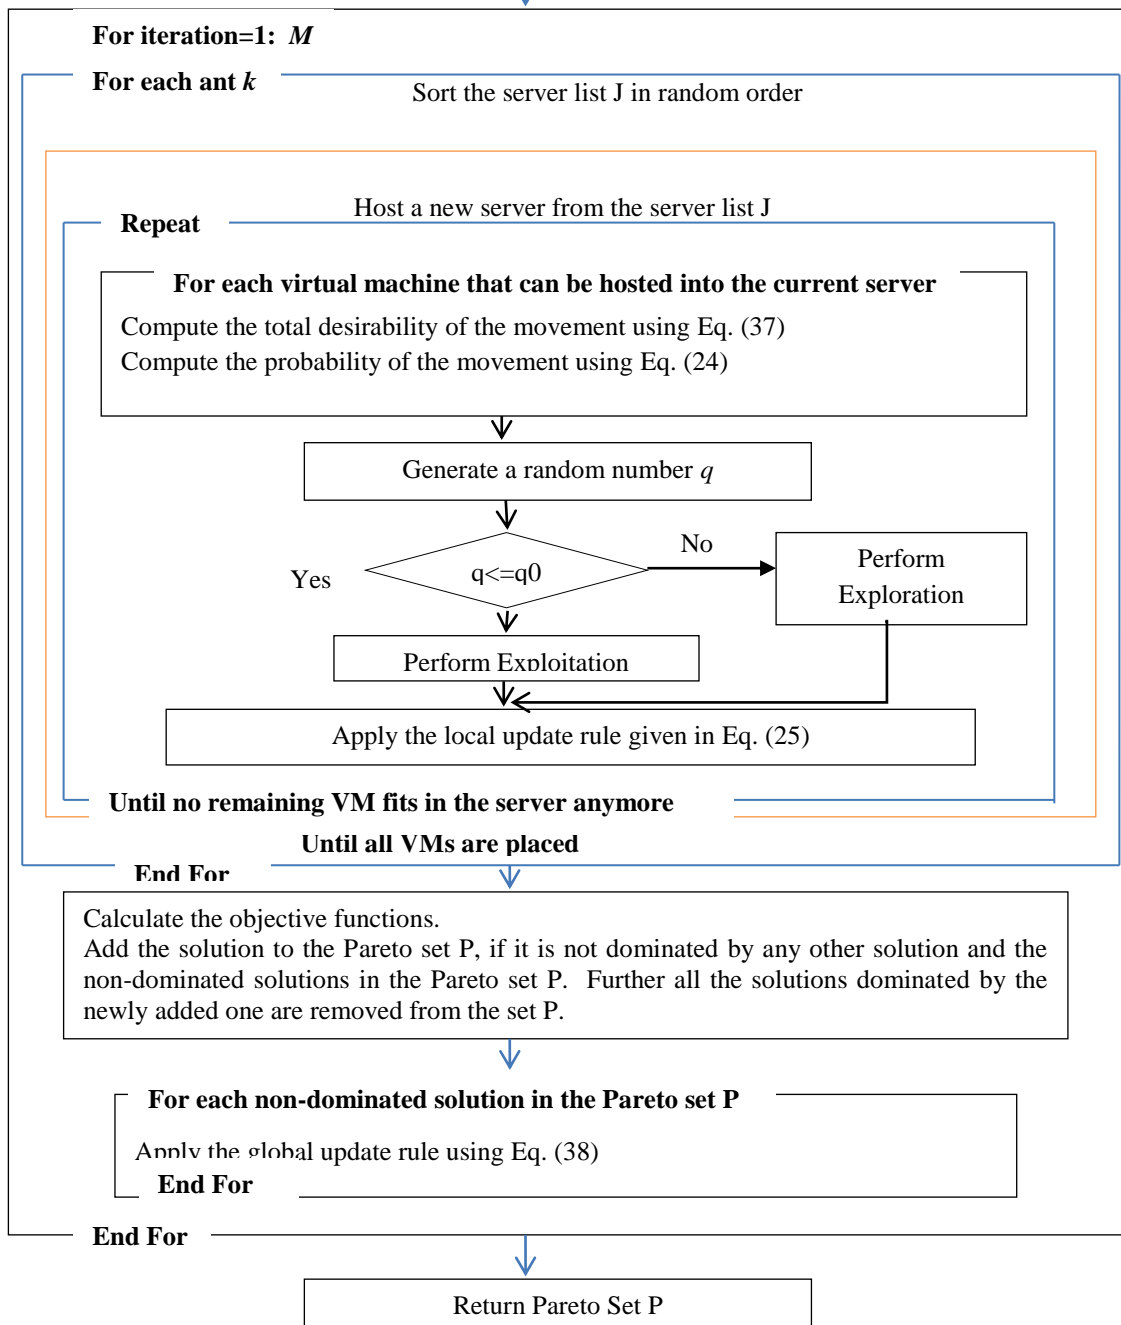 For iteration=1: M
For each ant k
Sort the server list J in random order
Host a new server from the server list J
Repeat
For each virtual machine that can be hosted into the current server
Compute the total desirability of the movement using Eq. (37)
Compute the probability of the movement using Eq. (24)
Generate a random number q
No
Yes
q<=q0
Perform
Exploration
Perform Exploitation
Apply the local update rule given in Eq. (25)
Until no remaining VM fits in the server anymore
Until all VMs are placed
End For
Calculate the objective functions.
Add the solution to the Pareto set P, if it is not dominated by any other solution and the
non-dominated solutions in the Pareto set P. Further all the solutions dominated by the
newly added one are removed from the set P.
For each non-dominated solution in the Pareto set P
Apply the global update rule using Eq. (38)
End For
End For
Return Pareto Set P